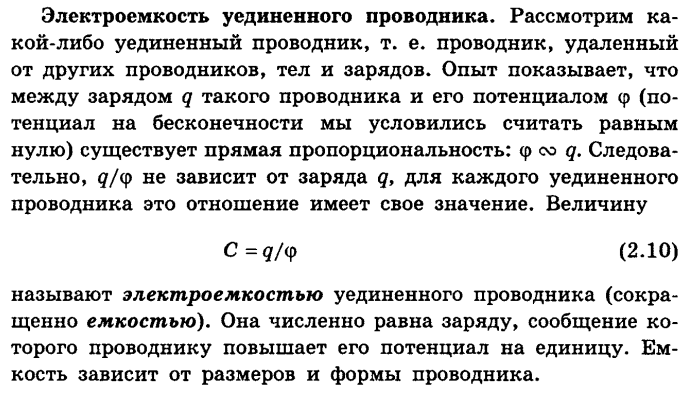 Электроемкость уединенного проводника. Рассмотрим ка-
кой-либо уединенный проводник, т. е. проводник, удаленный
от других проводников, тел и зарядов. Опыт показывает, что
между зарядом q такого проводника и его потенциалом φ (по-
тенциал на бесконечности мы условились считать равным
нулю) существует прямая пропорциональность: φ ∞ q. Следова-
тельно, q/φ не зависит от заряда q, для каждого уединенного
проводника это отношение имеет свое значение. Величину
C = q/φ (2.10)
называют электроемкостью уединенного проводника (сокра-
щенно емкостью). Она численно равна заряду, сообщение ко-
торого проводнику повышает его потенциал на единицу. Ем-
кость зависит от размеров и формы проводника.